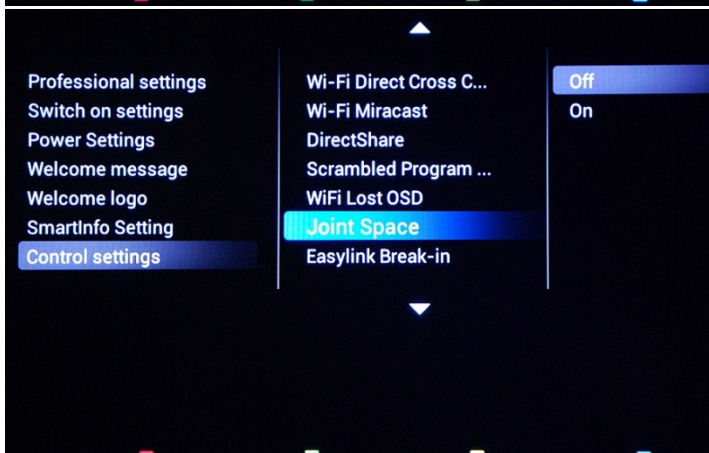 Professional settings
Switch on settings
Power Settings
Welcome message
Welcome logo
SmartInfo Setting
Control settings
Wi-Fi Direct Cross C...
Wi-Fi Miracast
DirectShare
Scrambled Program ...
WiFi Lost OSD
Joint Space
Easylink Break-in
Off
On